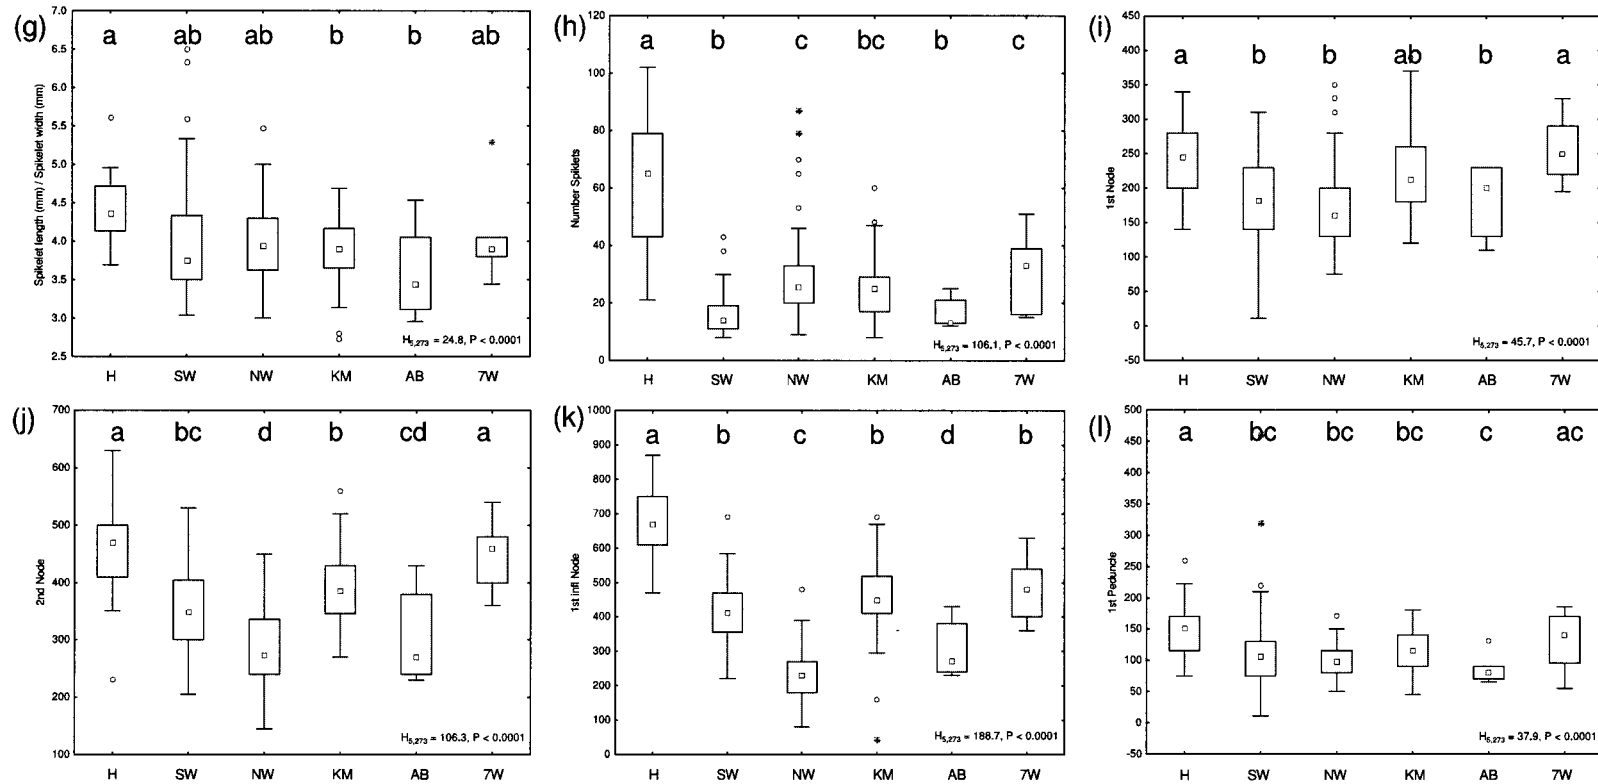 (g)
Spikelet length (mm) / Spikelet width (mm)
7.0
6.5
6.0
5.5
5.0
4.5
4.0
3.5
3.0
2.5
a ab ab b b ab
H5,273 = 24.8, P < 0.0001
H SW NW KM AB 7W
(h)
Number Spiklets
120
100
80
60
40
20
0
a b c bc b c
H5,273 = 106.1, P < 0.0001
H SW NW KM AB 7W
(i)
1st Node
450
400
350
300
250
200
150
100
50
0
-50
a b b ab b a
H5,273 = 45.7, P < 0.0001
H SW NW KM AB 7W
(j)
2nd Node
700
600
500
400
300
200
100
a bc d b cd a
H5,273 = 106.3, P < 0.0001
H SW NW KM AB 7W
(k)
1st infl Node
1000
900
800
700
600
500
400
300
200
100
0
a b c b d b
H5,273 = 188.7, P < 0.0001
H SW NW KM AB 7W
(l)
1st Peduncle
500
450
400
350
300
250
200
150
100
50
0
-50
a bc bc bc c ac
H5,273 = 37.9, P < 0.0001
H SW NW KM AB 7W